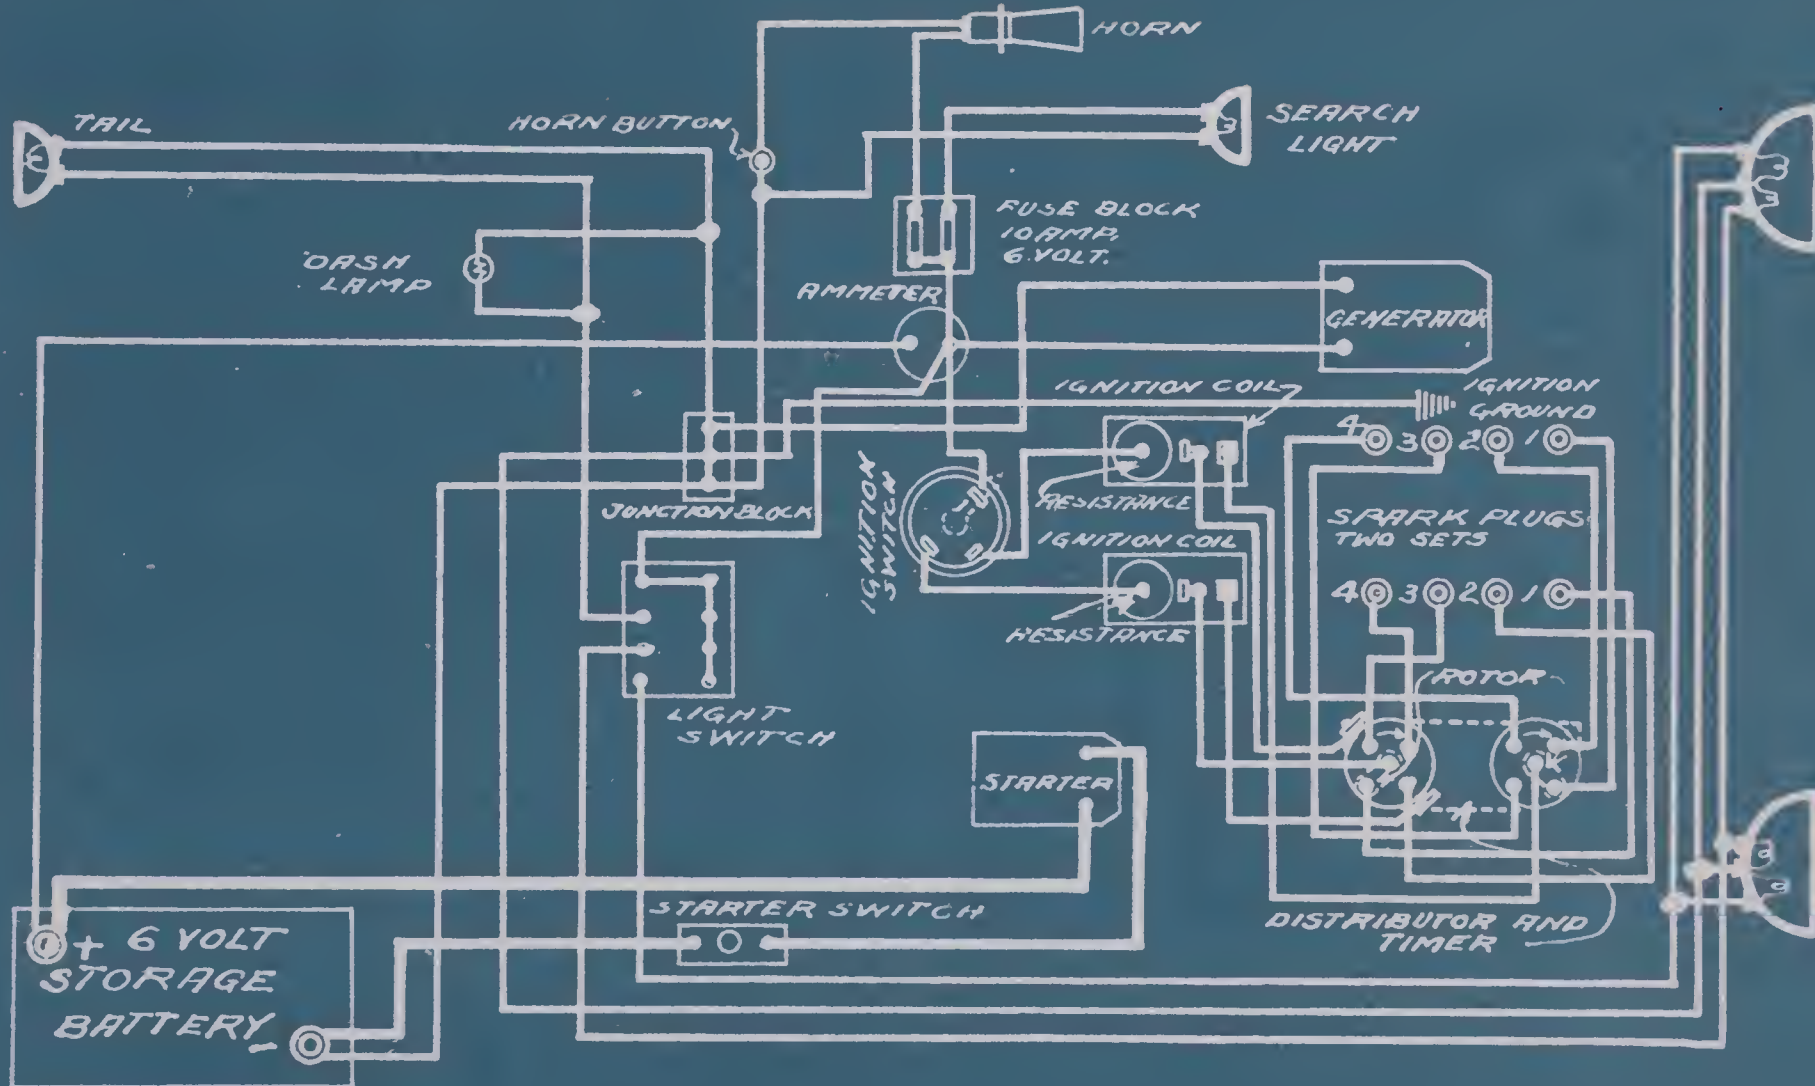 HORN
TAIL
HORN BUTTON
SEARCH
LIGHT
FUSE BLOCK
10 AMP.
6 VOLT.
DASH
LAMP
AMMETER
GENERATOR
IGNITION COIL
IGNITION
GROUND
4 3 2 1
IGNITION
SWITCH
RESISTANCE
JUNCTION BLOCK
SPARK PLUGS
TWO SETS
IGNITION COIL
4 3 2 1
RESISTANCE
ROTOR
LIGHT
SWITCH
STARTER
STARTER SWITCH
DISTRIBUTOR AND
TIMER
+ 6 VOLT
STORAGE
BATTERY
-